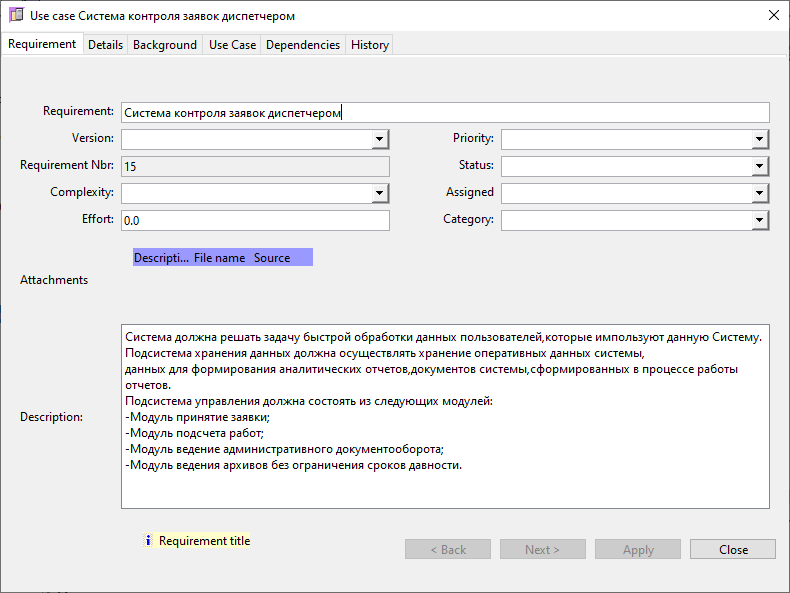 Use case Система контроля заявок диспетчером
Requirement Details Background Use Case Dependencies History
Requirement: Система контроля заявок диспетчером
Version: Priority:
Requirement Nbr: 15 Status:
Complexity: Assigned
Effort: 0.0 Category:
Descripti... File name Source
Attachments
Система должна решать задачу быстрой обработки данных пользователей,которые импользуют данную Систему.
Подсистема хранения данных должна осуществлять хранение оперативных данных системы,
данных для формирования аналитических отчетов,документов системы,сформированных в процессе работы
отчетов.
Подсистема управления должна состоять из следующих модулей:
Description:
-Модуль принятие заявки;
-Модуль подсчета работ;
-Модуль ведение административного документооборота;
-Модуль ведения архивов без ограничения сроков давности.
i Requirement title
< Back Next > Apply Close